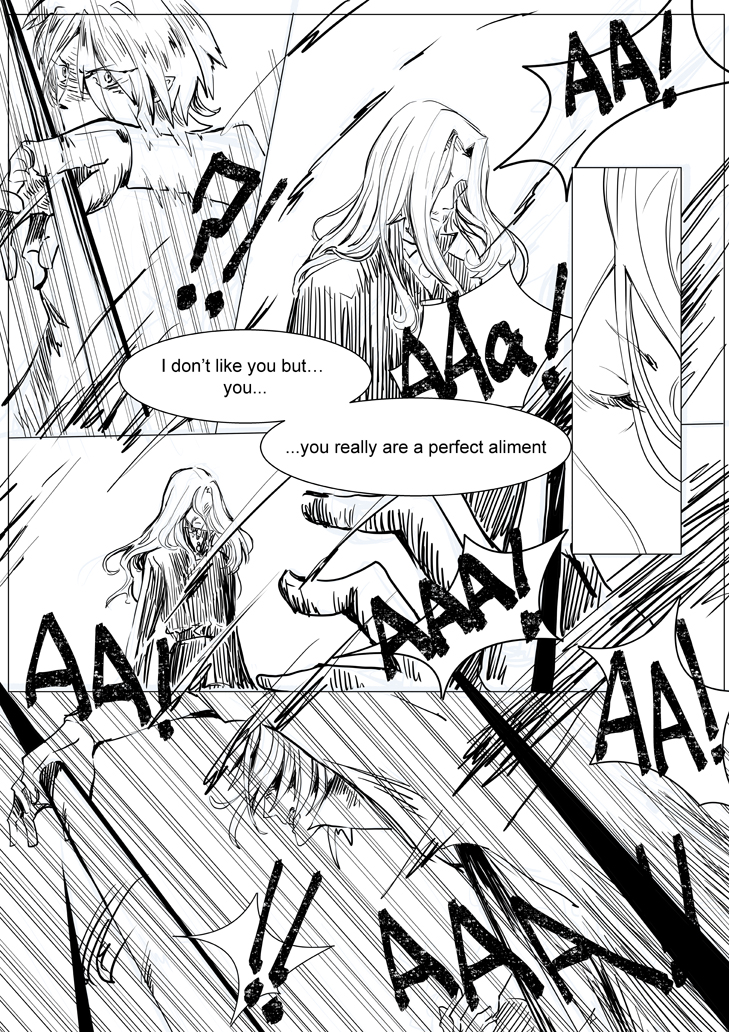 AA!
?!
AAa!
I don't like you but…
you...
...you really are a perfect aliment
AAA!
AA!
AA!
!!
AAA!!